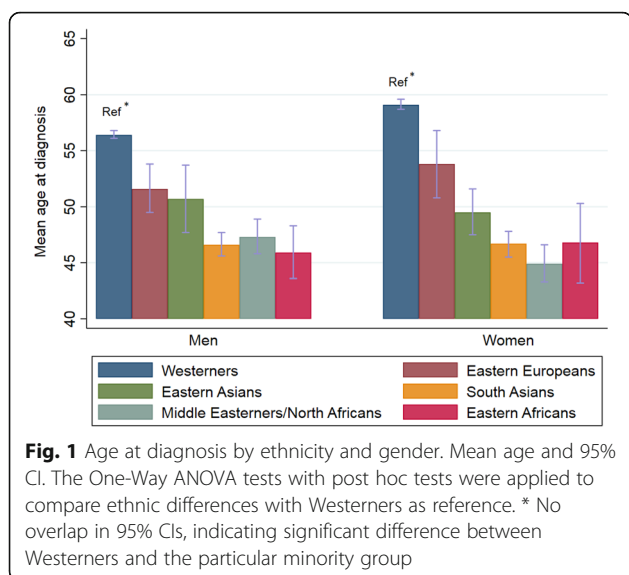 65
60
55
50
45
40
Mean age at diagnosis
Ref *
Ref *
Men
Women
Westerners
Eastern Europeans
Eastern Asians
South Asians
Middle Easterners/North Africans
Eastern Africans
Fig. 1 Age at diagnosis by ethnicity and gender. Mean age and 95%
CI. The One-Way ANOVA tests with post hoc tests were applied to
compare ethnic differences with Westerners as reference. * No
overlap in 95% CIs, indicating significant difference between
Westerners and the particular minority group